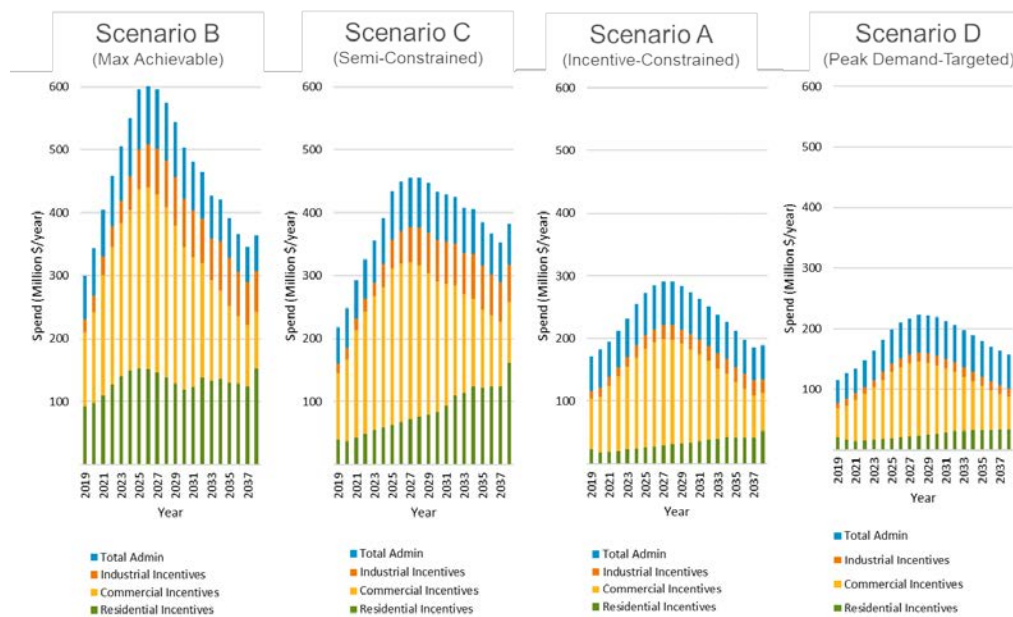 Scenario B
(Max Achievable)
600
500
400
300
200
100
Spend (Million $/year)
2019
2021
2023
2025
2027
2029
2031
2033
2035
2037
Year
Total Admin
Industrial Incentives
Commercial Incentives
Residential Incentives
Scenario C
(Semi-Constrained)
600
500
400
300
200
100
Spend (Million $/year)
2019
2021
2023
2025
2027
2029
2031
2033
2035
2037
Year
Total Admin
Industrial Incentives
Commercial Incentives
Residential Incentives
Scenario A
(Incentive-Constrained)
600
500
400
300
200
100
Spend (Million $/year)
2019
2021
2023
2025
2027
2029
2031
2033
2035
2037
Year
Total Admin
Industrial Incentives
Commercial Incentives
Residential Incentives
Scenario D
(Peak Demand-Targeted)
600
500
400
300
200
100
Spend (Million $/year)
2019
2021
2023
2025
2027
2029
2031
2033
2035
2037
Year
Total Admin
Industrial Incentives
Commercial Incentives
Residential Incentives